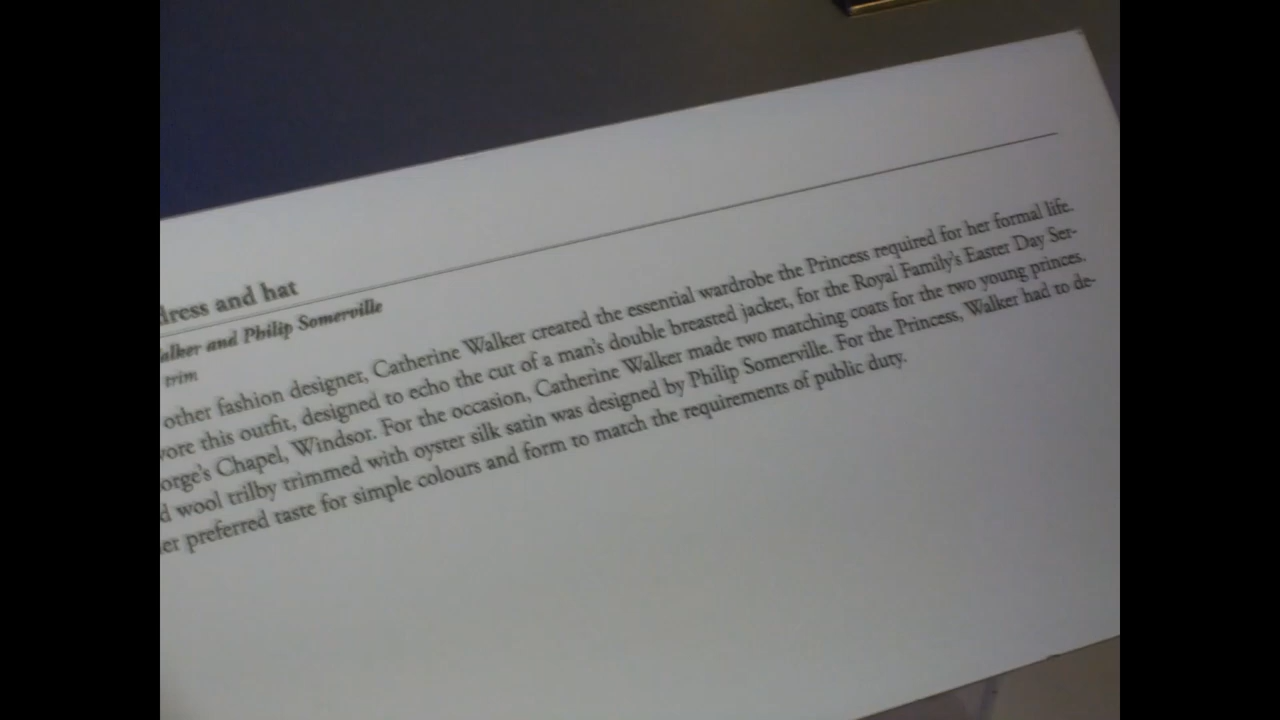 dress and hat
alker and Philip Somerville
trim
other fashion designer, Catherine Walker created the essential wardrobe the Princess required for her formal life.
vore this outfit, designed to echo the cut of a man's double breasted jacket, for the Royal Family's Easter Day Ser-
orge's Chapel, Windsor. For the occasion, Catherine Walker made two matching coats for the two young princes.
d wool trilby trimmed with oyster silk satin was designed by Philip Somerville. For the Princess, Walker had to de-
er preferred taste for simple colours and form to match the requirements of public duty.